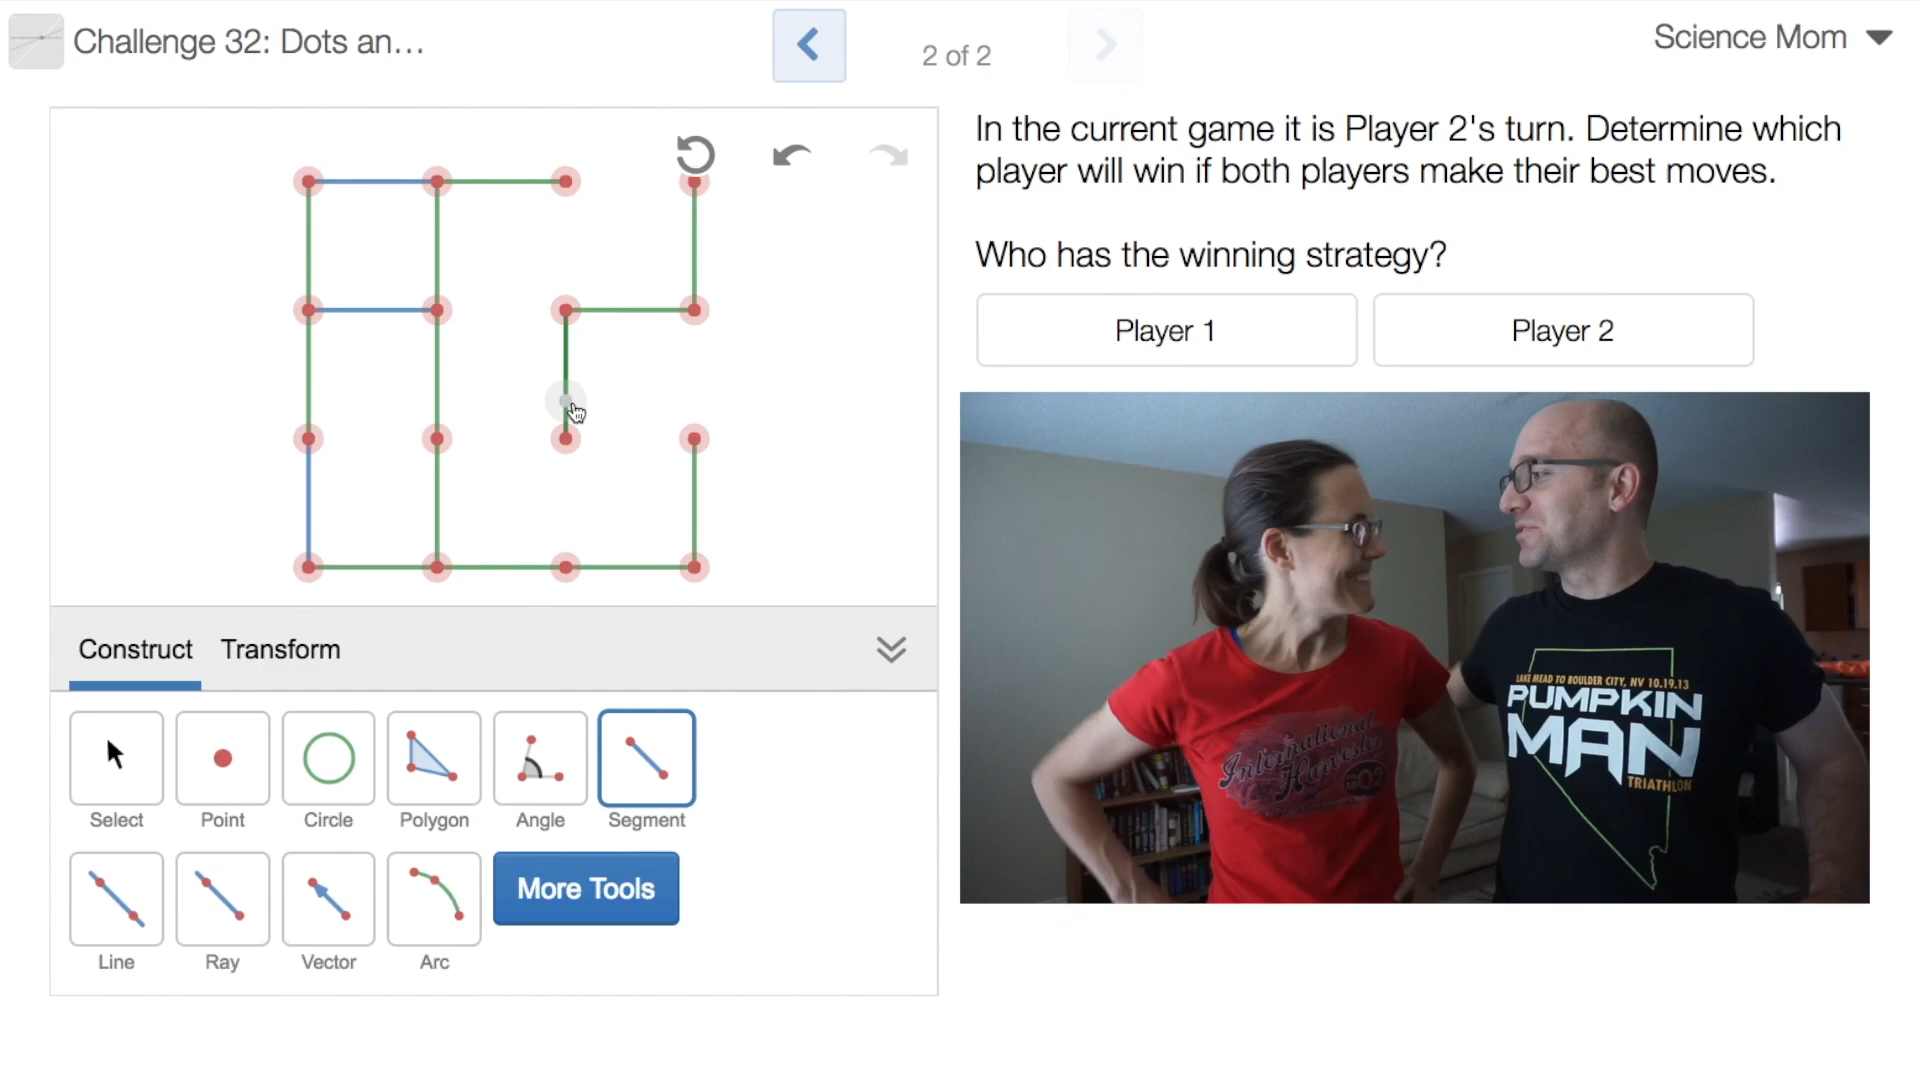 Challenge 32: Dots an...
2 of 2
Science Mom
In the current game it is Player 2's turn. Determine which
player will win if both players make their best moves.
Who has the winning strategy?
Player 1
Player 2
Construct
Transform
Select
Point
Circle
Polygon
Angle
Segment
Line
Ray
Vector
Arc
More Tools
International
Harvester
LAKE MEAD TO BOULDER CITY, NV 10.19.13
PUMPKIN
MAN
TRIATHLON